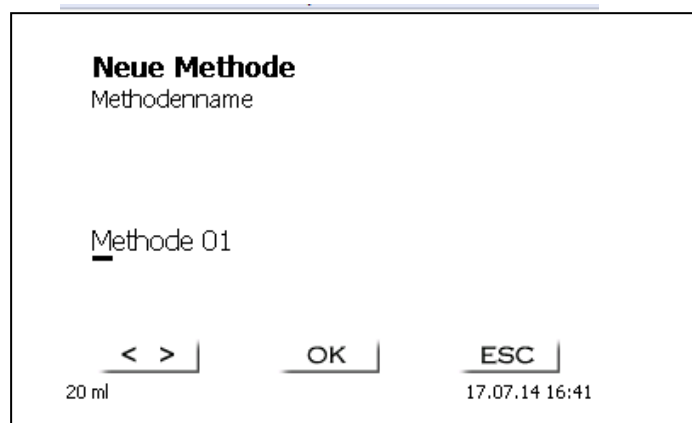 Neue Methode
Methodenname
Methode 01
< > OK ESC
20 ml 17.07.14 16:41